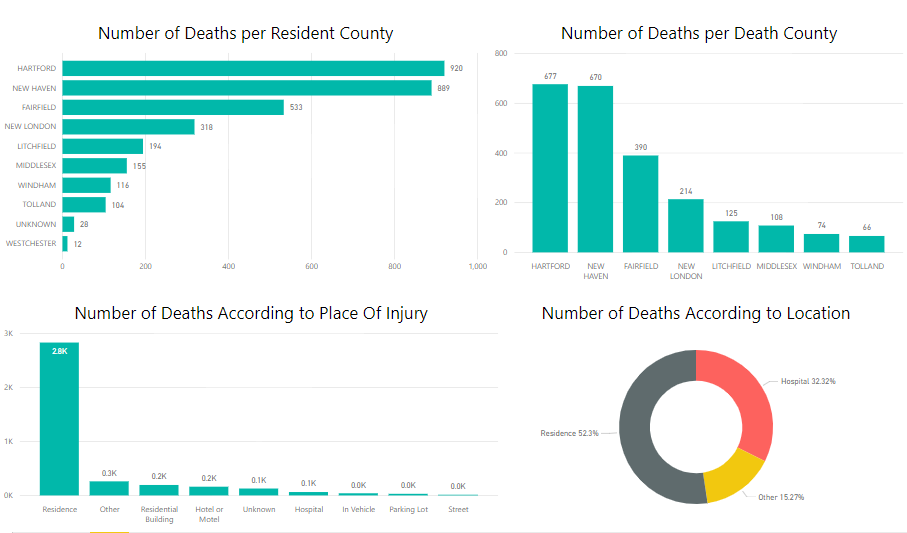 Number of Deaths per Resident County
HARTFORD 920
NEW HAVEN 889
FAIRFIELD 533
NEW LONDON 318
LITCHFIELD 194
MIDDLESEX 155
WINDHAM 116
TOLLAND 104
UNKNOWN 28
WESTCHESTER 12
0 200 400 600 800 1,000
Number of Deaths per Death County
800
600
400
200
0
677 670 390 214 125 108 74 66
HARTFORD NEW FAIRFIELD NEW LITCHFIELD MIDDLESEX WINDHAM TOLLAND
HAVEN LONDON
Number of Deaths According to Place Of Injury
3K
2K
1K
0K
2.8K 0.3K 0.2K 0.2K 0.1K 0.1K 0.0K 0.0K 0.0K
Residence Other Residential Hotel or Unknown Hospital In Vehicle Parking Lot Street
Building Motel
Number of Deaths According to Location
Hospital 32.32%
Residence 52.3%
Other 15.27%